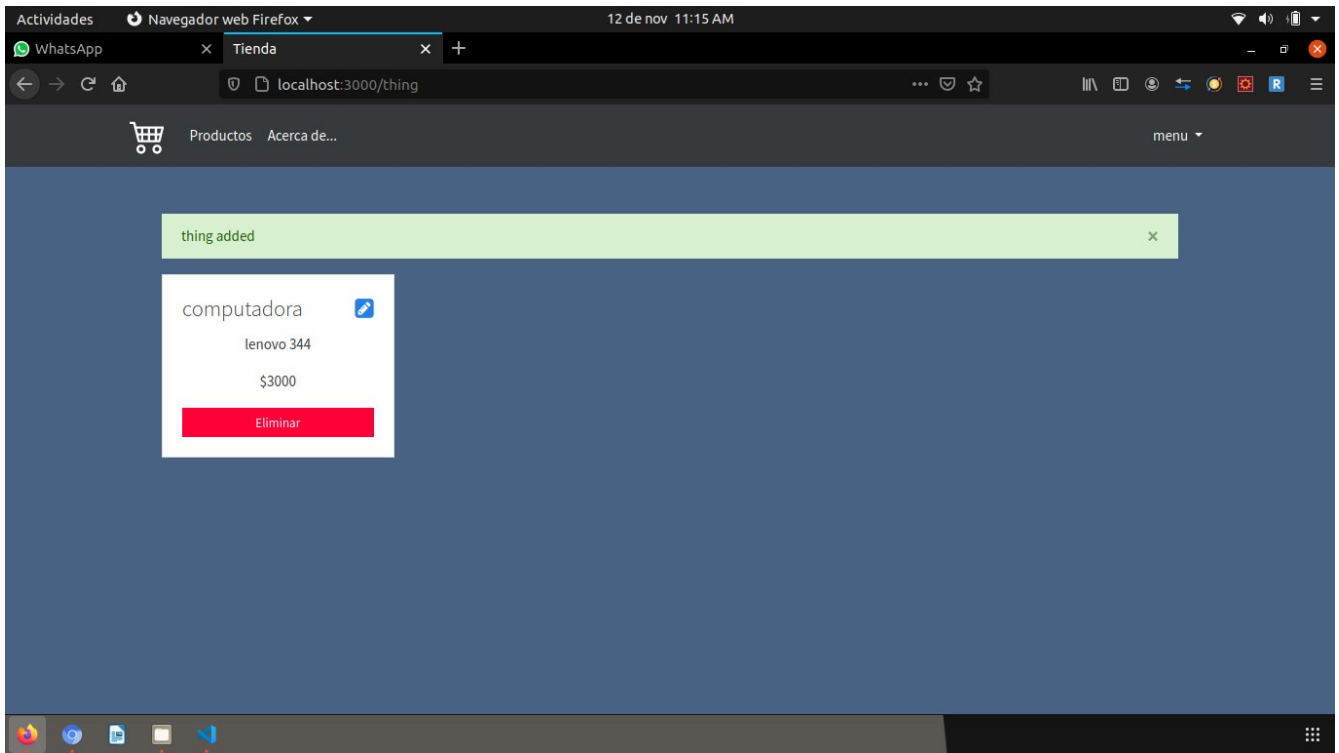 Actividades Navegador web Firefox 12 de nov 11:15 AM
WhatsApp Tienda
localhost:3000/thing
Productos Acerca de... menu
thing added
computadora
lenovo 344
$3000
Eliminar